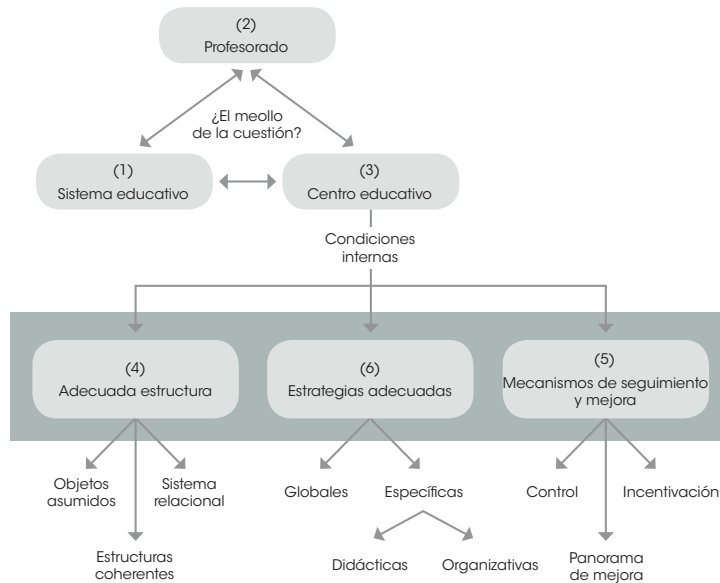 (2)
Profesorado
¿El meollo
de la cuestión?
(1)
Sistema educativo
(3)
Centro educativo
Condiciones
internas
(4)
Adecuada estructura
(6)
Estrategias adecuadas
(5)
Mecanismos de seguimiento
y mejora
Objetos
asumidos
Sistema
relacional
Globales
Específicas
Control
Incentivación
Estructuras
coherentes
Didácticas
Organizativas
Panorama
de mejora